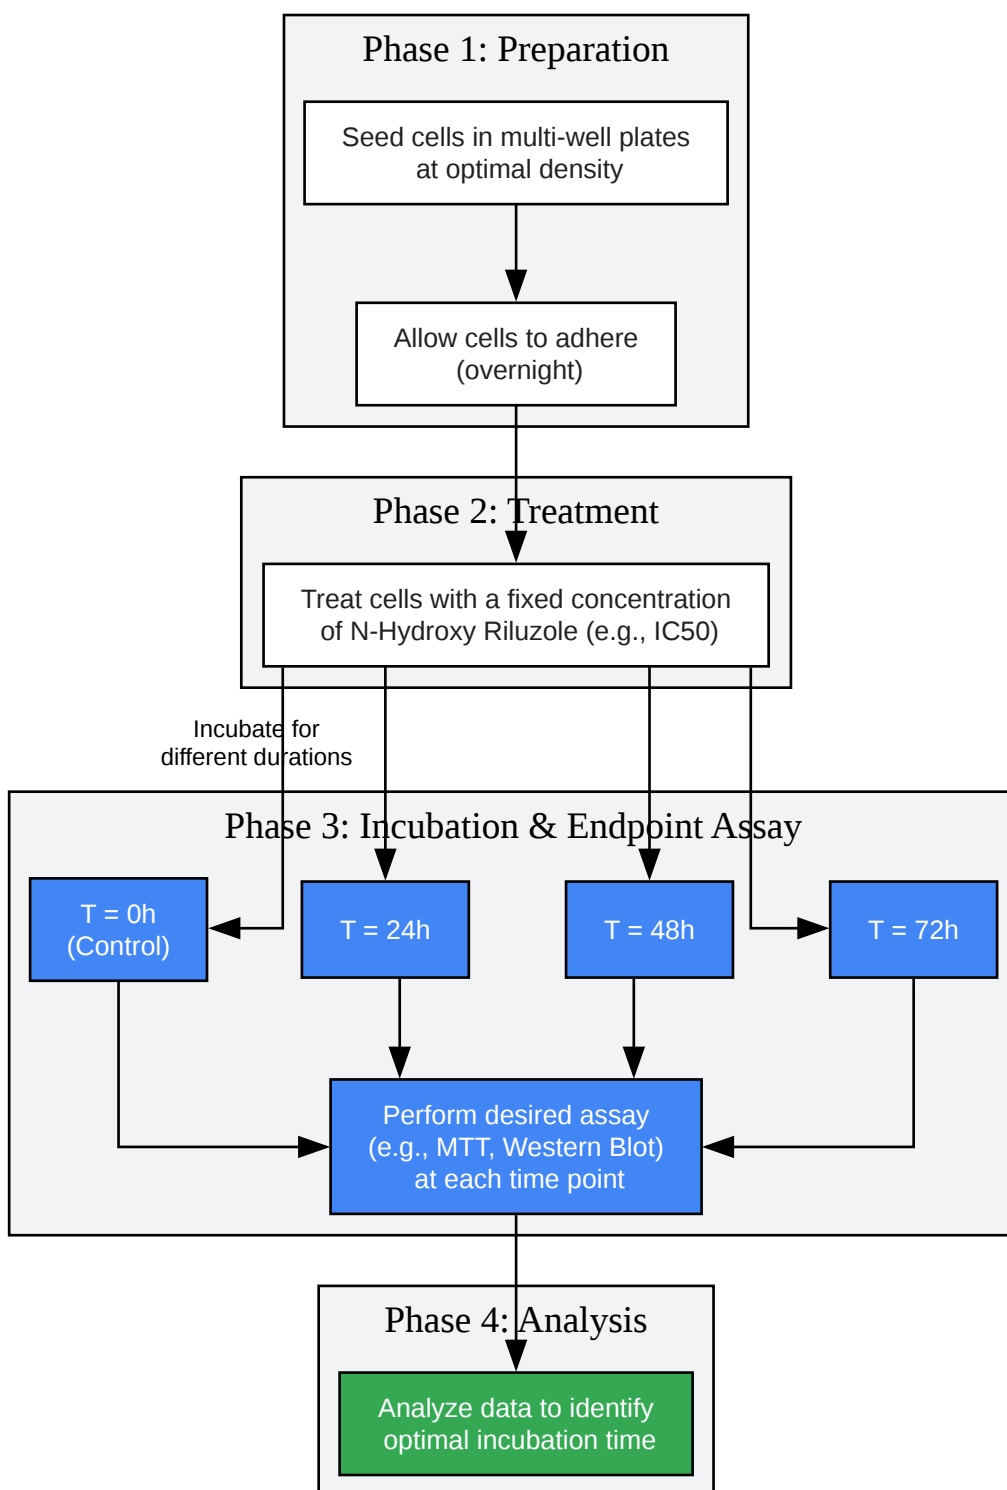 Phase 1: Preparation
Seed cells in multi-well plates
at optimal density
Allow cells to adhere
(overnight)
Phase 2: Treatment
Treat cells with a fixed concentration
of N-Hydroxy Riluzole (e.g., IC50)
Incubate for
different durations
Phase 3: Incubation & Endpoint Assay
T = 0h
(Control)
T = 24h
T = 48h
T = 72h
Perform desired assay
(e.g., MTT, Western Blot)
at each time point
Phase 4: Analysis
Analyze data to identify
optimal incubation time